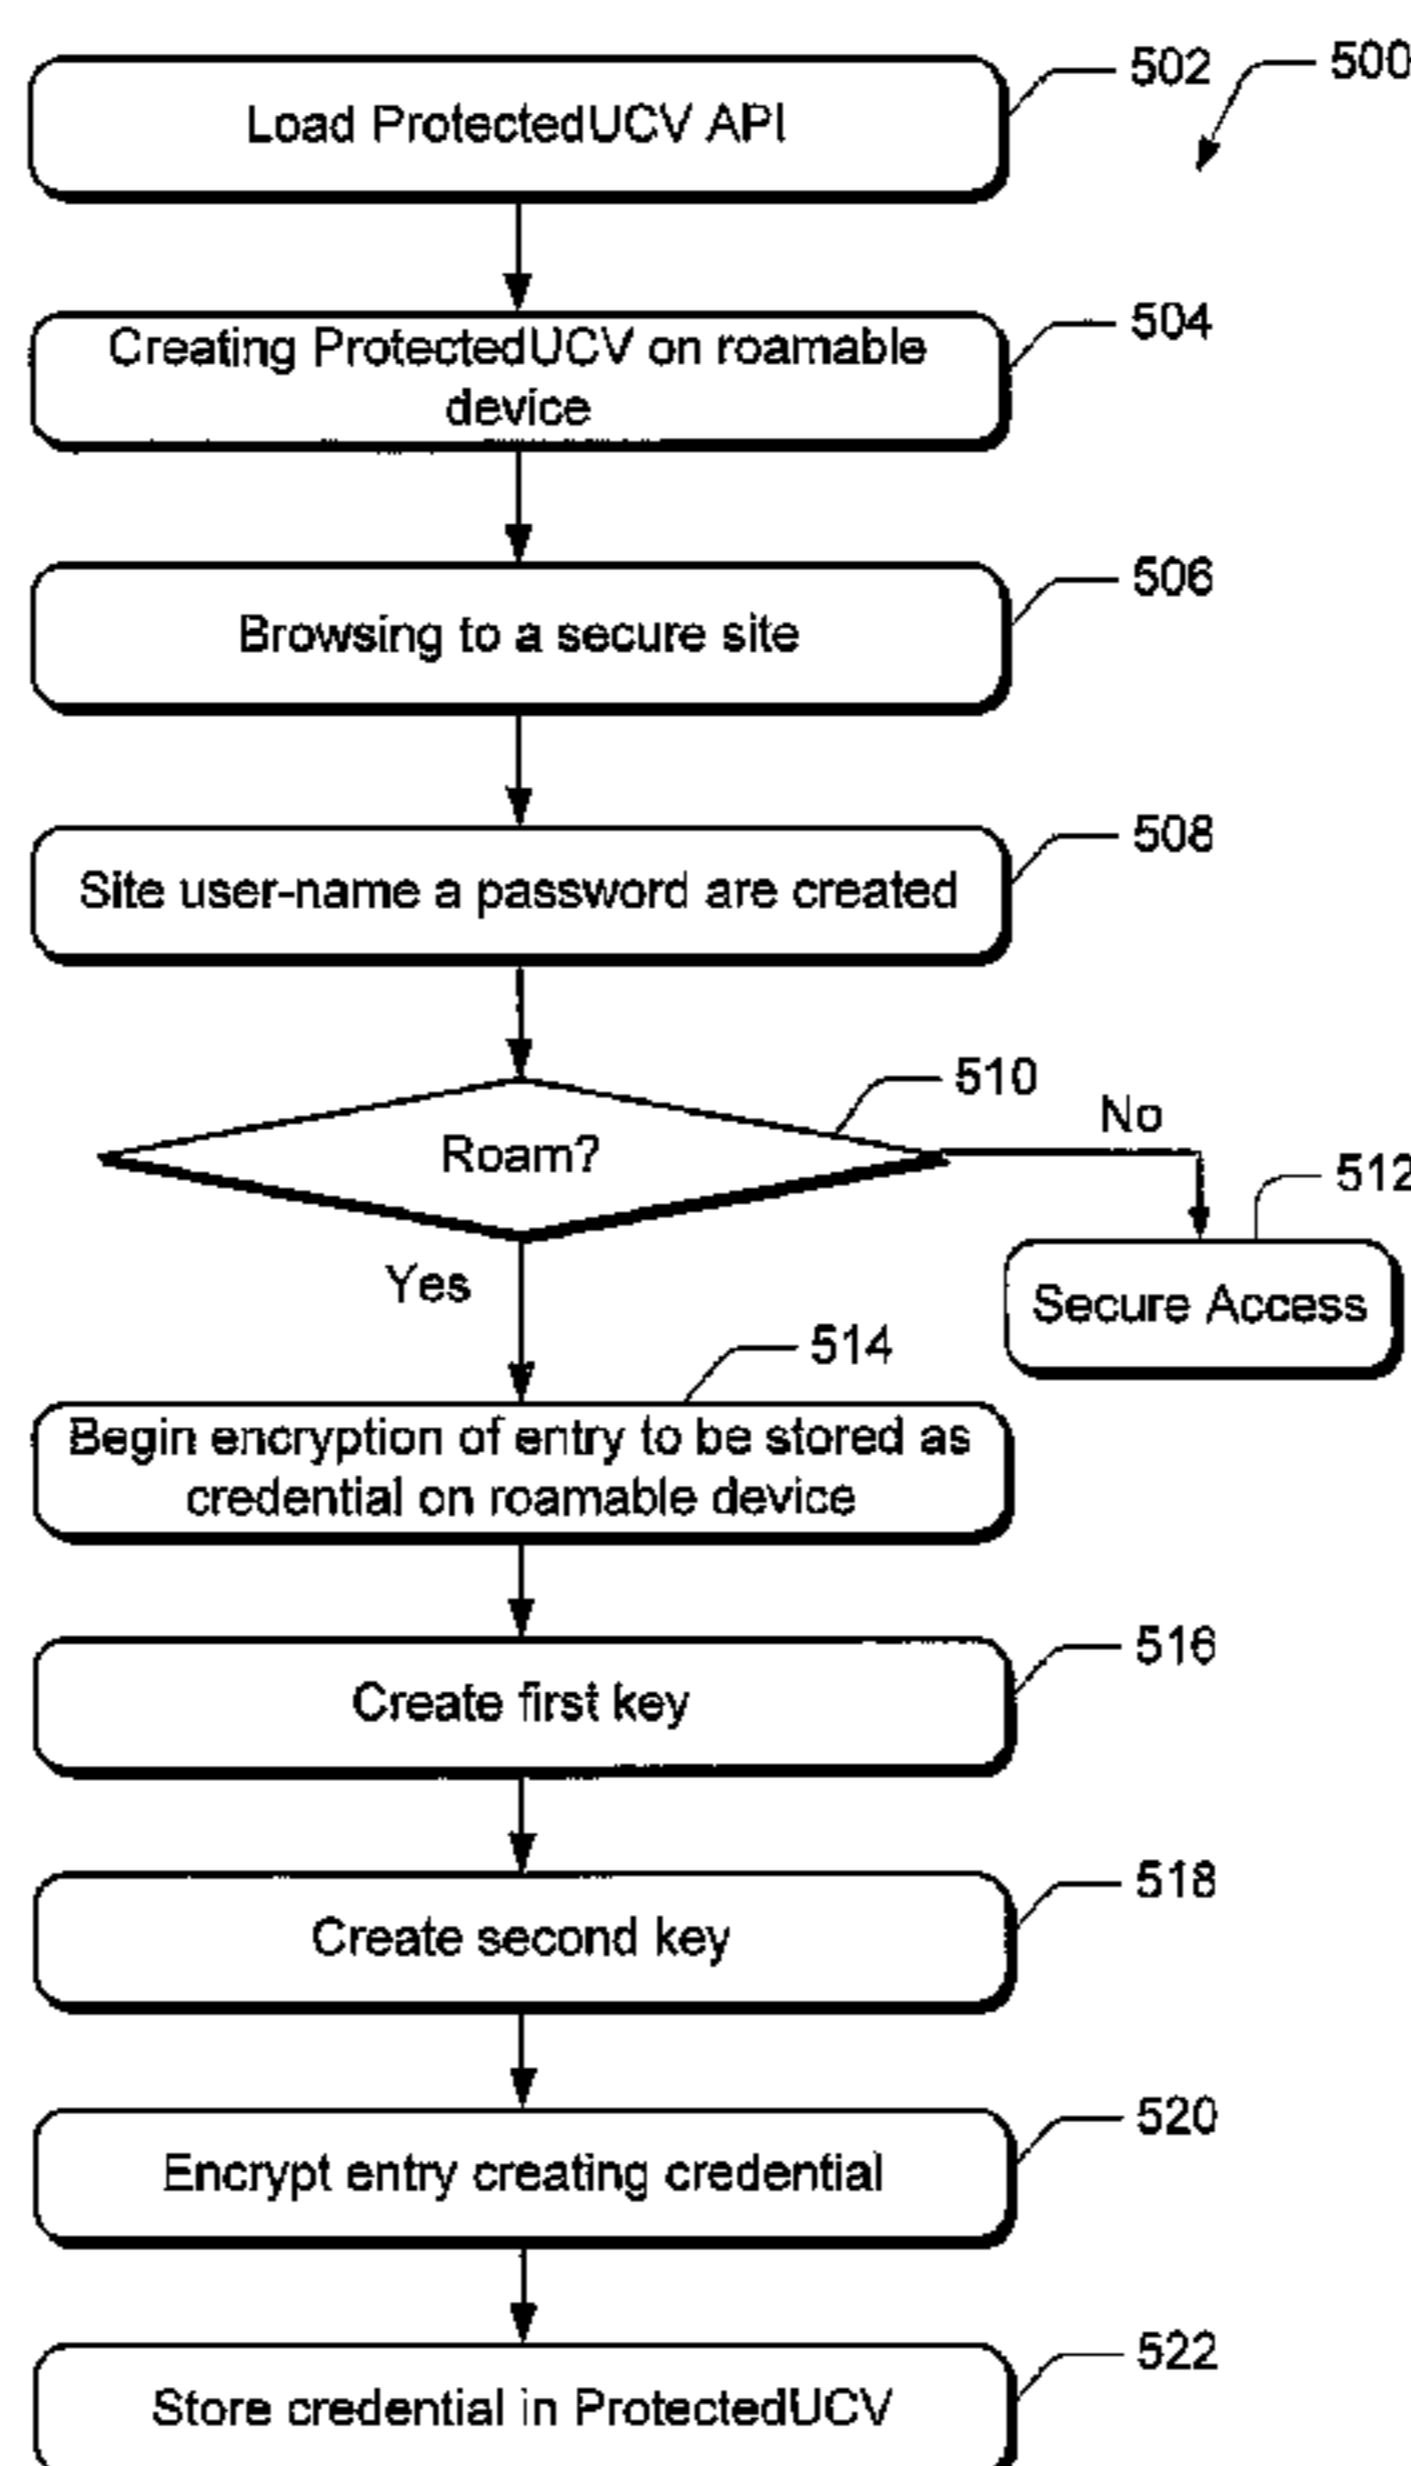 502
500
Load ProtectedUCV API
504
Creating ProtectedUCV on roamable
device
506
Browsing to a secure site
508
Site user-name a password are created
510
Roam?
No
512
Secure Access
Yes
514
Begin encryption of entry to be stored as
credential on roamable device
516
Create first key
518
Create second key
520
Encrypt entry creating credential
522
Store credential in ProtectedUCV